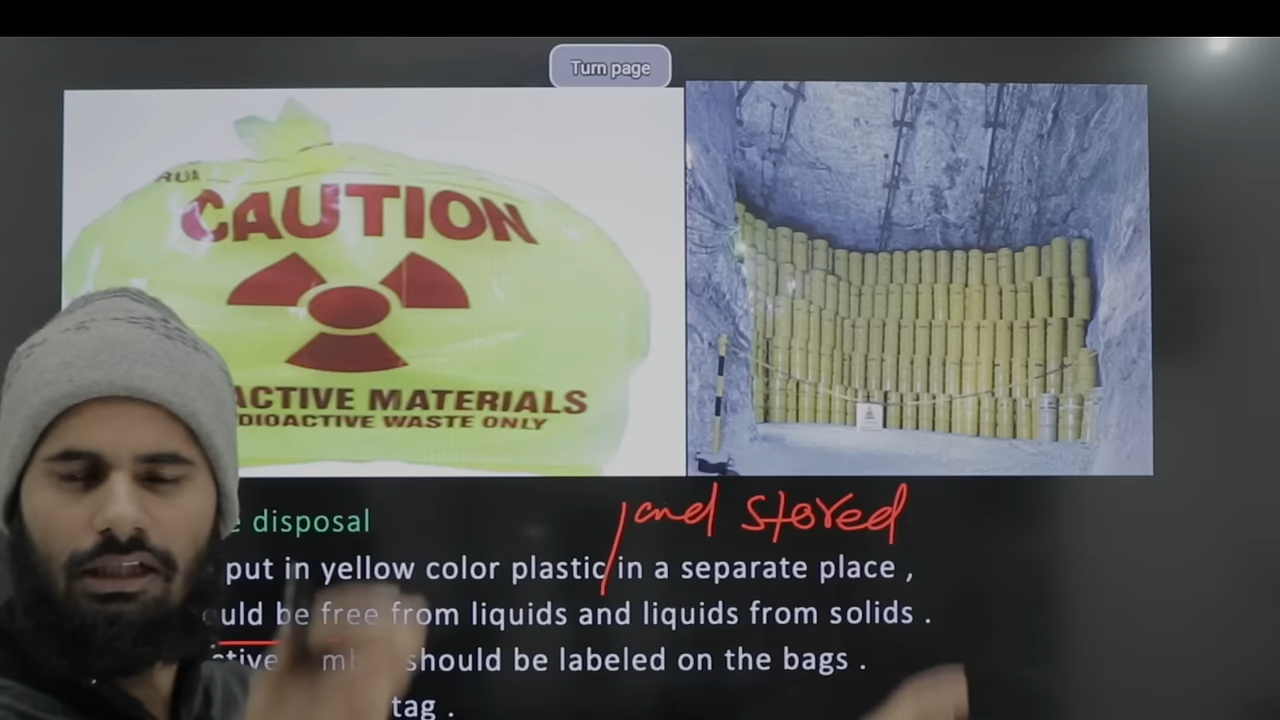 Turn page
CAUTION
ACTIVE MATERIALS
DIOACTIVE WASTE ONLY
and stored
disposal
put in yellow color plastic in a separate place ,
uld be free from liquids and liquids from solids .
ctive should be labeled on the bags .
tag .